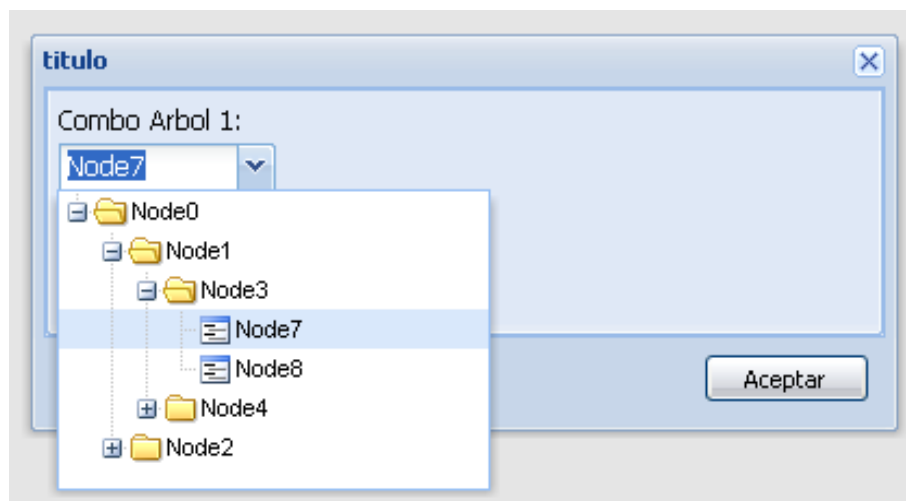 titulo
Combo Arbol 1:
Node7
Node0
Node1
Node3
Node7
Node8
Node4
Node2
Aceptar